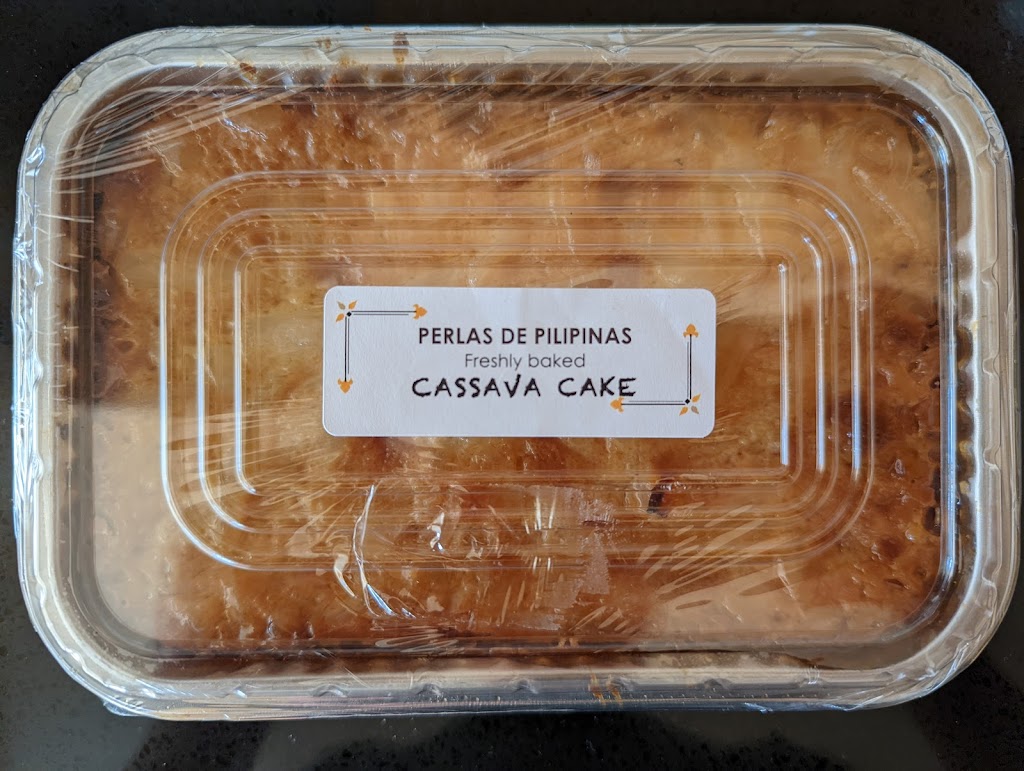 PERLAS DE PILIPINAS
Freshly baked
CASSAVA CAKE